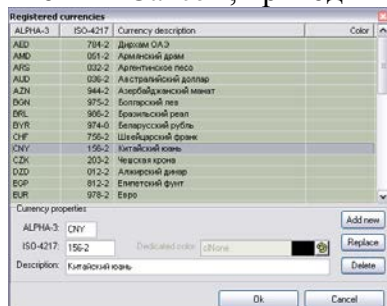 Registered currencies
ALPHA-3 ISO-4217 Currency description Color
AED 784-2 Дирхам ОАЭ
AMD 051-2 Армянский драм
ARS 032-2 Аргентинское песо
AUD 036-2 Австралийский доллар
AZN 944-2 Азербайджанский манат
BGN 975-2 Болгарский лев
BRL 986-2 Бразильский реал
BYR 974-0 Беларусский рубль
CHF 756-2 Швейцарский франк
CNY 156-2 Китайский юань
CZK 203-2 Чешская крона
DZD 012-2 Алжирский динар
EGP 812-2 Египетский фунт
EUR 978-2 Евро
Currency properties
ALPHA-3: CNY
Add new
ISO-4217: 156-2 Dedicated color: clNone
Replace
Description: Китайский юань
Delete
Ok Cancel